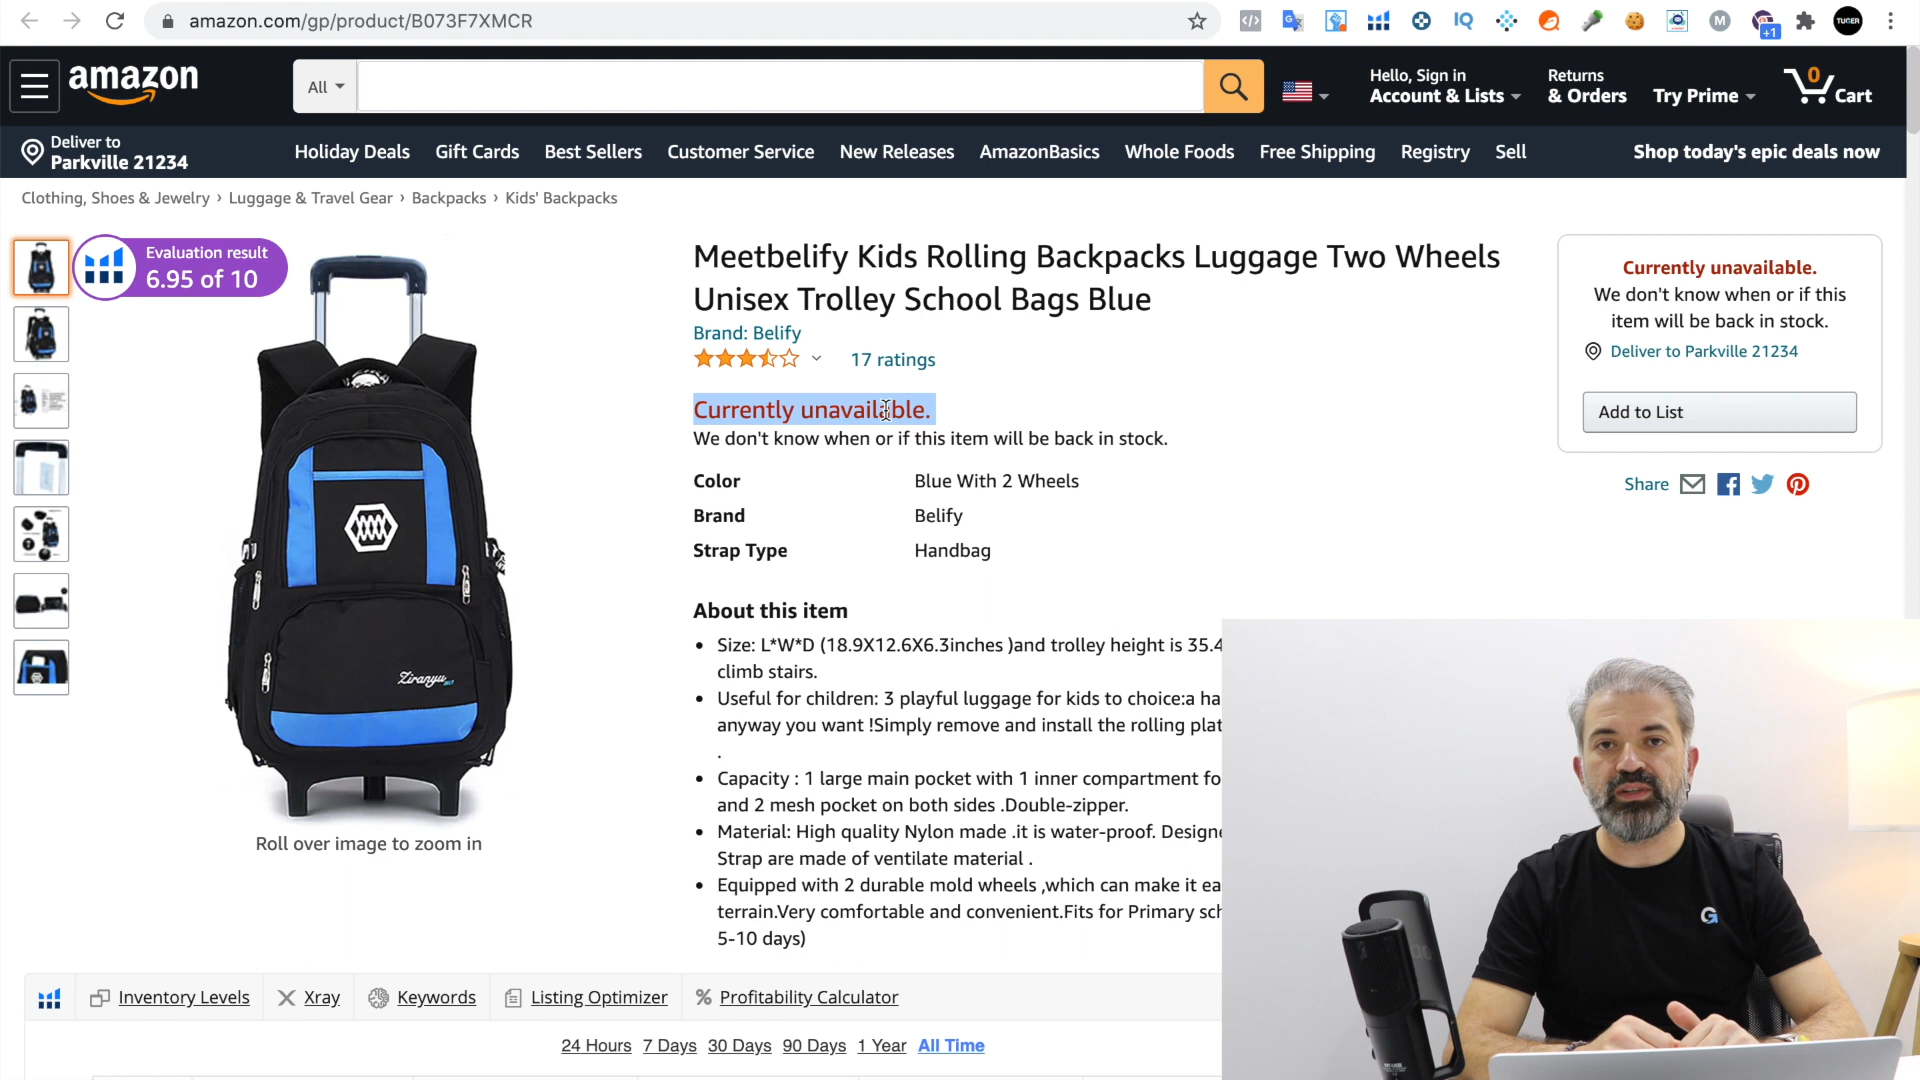 amazon.com/gp/product/B073F7XMCR
IQ
M
+1
TUNER
amazon
All
Hello, Sign in
Account & Lists
Returns
& Orders
Try Prime
0
Cart
Deliver to
Parkville 21234
Holiday Deals
Gift Cards
Best Sellers
Customer Service
New Releases
AmazonBasics
Whole Foods
Free Shipping
Registry
Sell
Shop today's epic deals now
Clothing, Shoes & Jewelry › Luggage & Travel Gear › Backpacks › Kids' Backpacks
Evaluation result
6.95 of 10
Ziranyu
Roll over image to zoom in
Meetbelify Kids Rolling Backpacks Luggage Two Wheels
Unisex Trolley School Bags Blue
Brand: Belify
17 ratings
Currently unavailable.
We don't know when or if this item will be back in stock.
Color Blue With 2 Wheels
Brand Belify
Strap Type Handbag
About this item
• Size: L*W*D (18.9X12.6X6.3inches )and trolley height is 35.4
climb stairs.
• Useful for children: 3 playful luggage for kids to choice:a ha
anyway you want !Simply remove and install the rolling plat
.
• Capacity : 1 large main pocket with 1 inner compartment fo
and 2 mesh pocket on both sides .Double-zipper.
• Material: High quality Nylon made .it is water-proof. Designe
Strap are made of ventilate material .
• Equipped with 2 durable mold wheels ,which can make it ea
terrain.Very comfortable and convenient.Fits for Primary sch
5-10 days)
Currently unavailable.
We don't know when or if this
item will be back in stock.
Deliver to Parkville 21234
Add to List
Share
Inventory Levels
Xray
Keywords
Listing Optimizer
% Profitability Calculator
24 Hours 7 Days 30 Days 90 Days 1 Year All Time
G